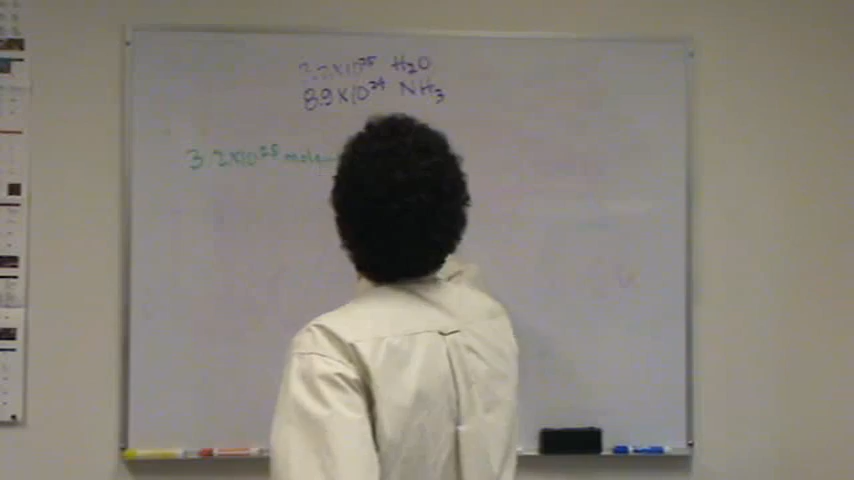 3.2x10²⁵ H₂O
8.9X10²⁴ NH₃
3.2x10²⁵ mole